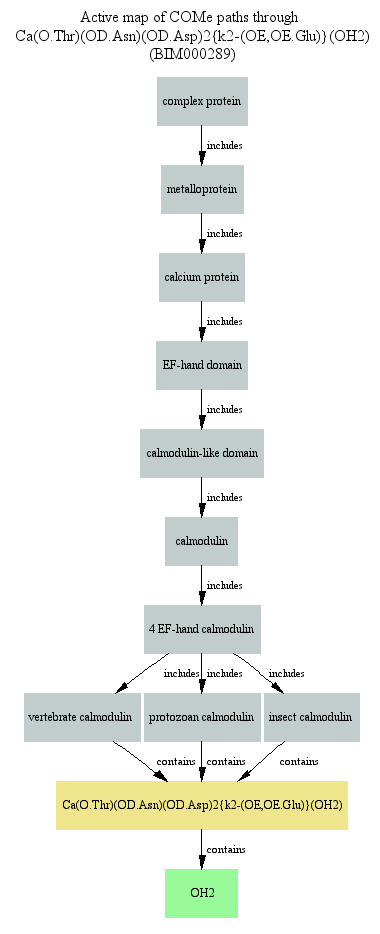 Active map of COMe paths through
Ca(O.Thr)(OD.Asn)(OD.Asp)2{k2-(OE,OE.Glu)}(OH2)
(BIM000289)
complex protein
includes
metalloprotein
includes
calcium protein
includes
EF-hand domain
includes
calmodulin-like domain
includes
calmodulin
includes
4 EF-hand calmodulin
includes includes includes
vertebrate calmodulin protozoan calmodulin insect calmodulin
contains contains contains
Ca(O.Thr)(OD.Asn)(OD.Asp)2{k2-(OE,OE.Glu)}(OH2)
contains
OH2